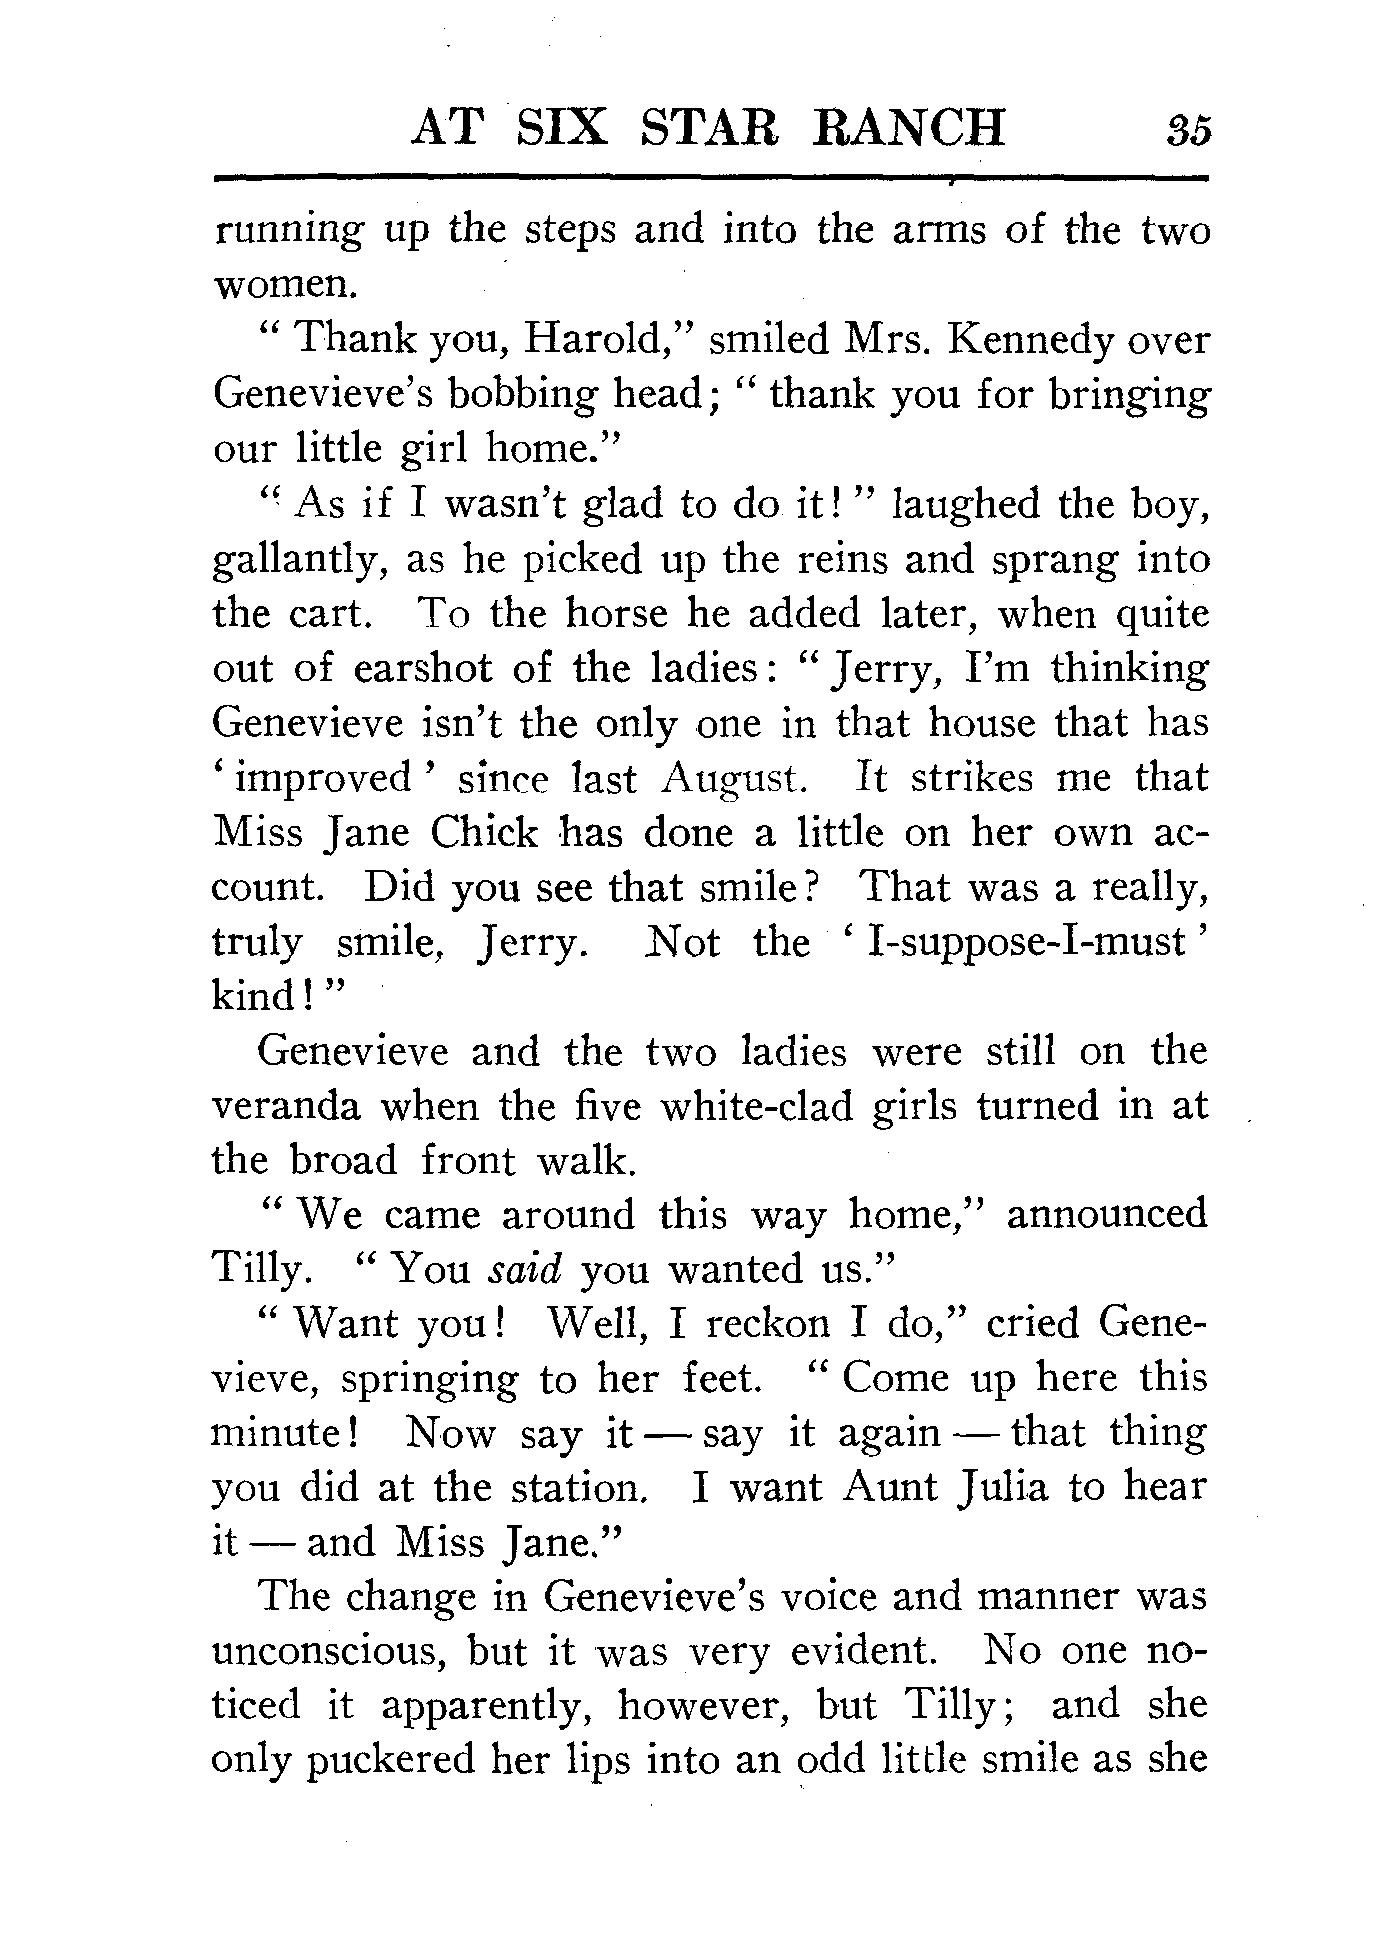 AT SIX STAR RANCH 35
running up the steps and into the arms of the two
women.
“ Thank you, Harold,” smiled Mrs. Kennedy over
Genevieve’s bobbing head; “ thank you for bringing
our little girl home.”
“ As if I wasn’t glad to do it! ” laughed the boy,
gallantly, as he picked up the reins and sprang into
the cart. To the horse he added later, when quite
out of earshot of the ladies: “ Jerry, I’m thinking
Genevieve isn’t the only one in that house that has
‘ improved ’ since last August. It strikes me that
Miss Jane Chick has done a little on her own ac-
count. Did you see that smile? That was a really,
truly smile, Jerry. Not the ‘ I-suppose-I-must ’
kind! ”
Genevieve and the two ladies were still on the
veranda when the five white-clad girls turned in at
the broad front walk.
“ We came around this way home,” announced
Tilly. “ You said you wanted us.”
“ Want you! Well, I reckon I do,” cried Gene-
vieve, springing to her feet. “ Come up here this
minute! Now say it — say it again — that thing
you did at the station. I want Aunt Julia to hear
it — and Miss Jane.”
The change in Genevieve’s voice and manner was
unconscious, but it was very evident. No one no-
ticed it apparently, however, but Tilly; and she
only puckered her lips into an odd little smile as she